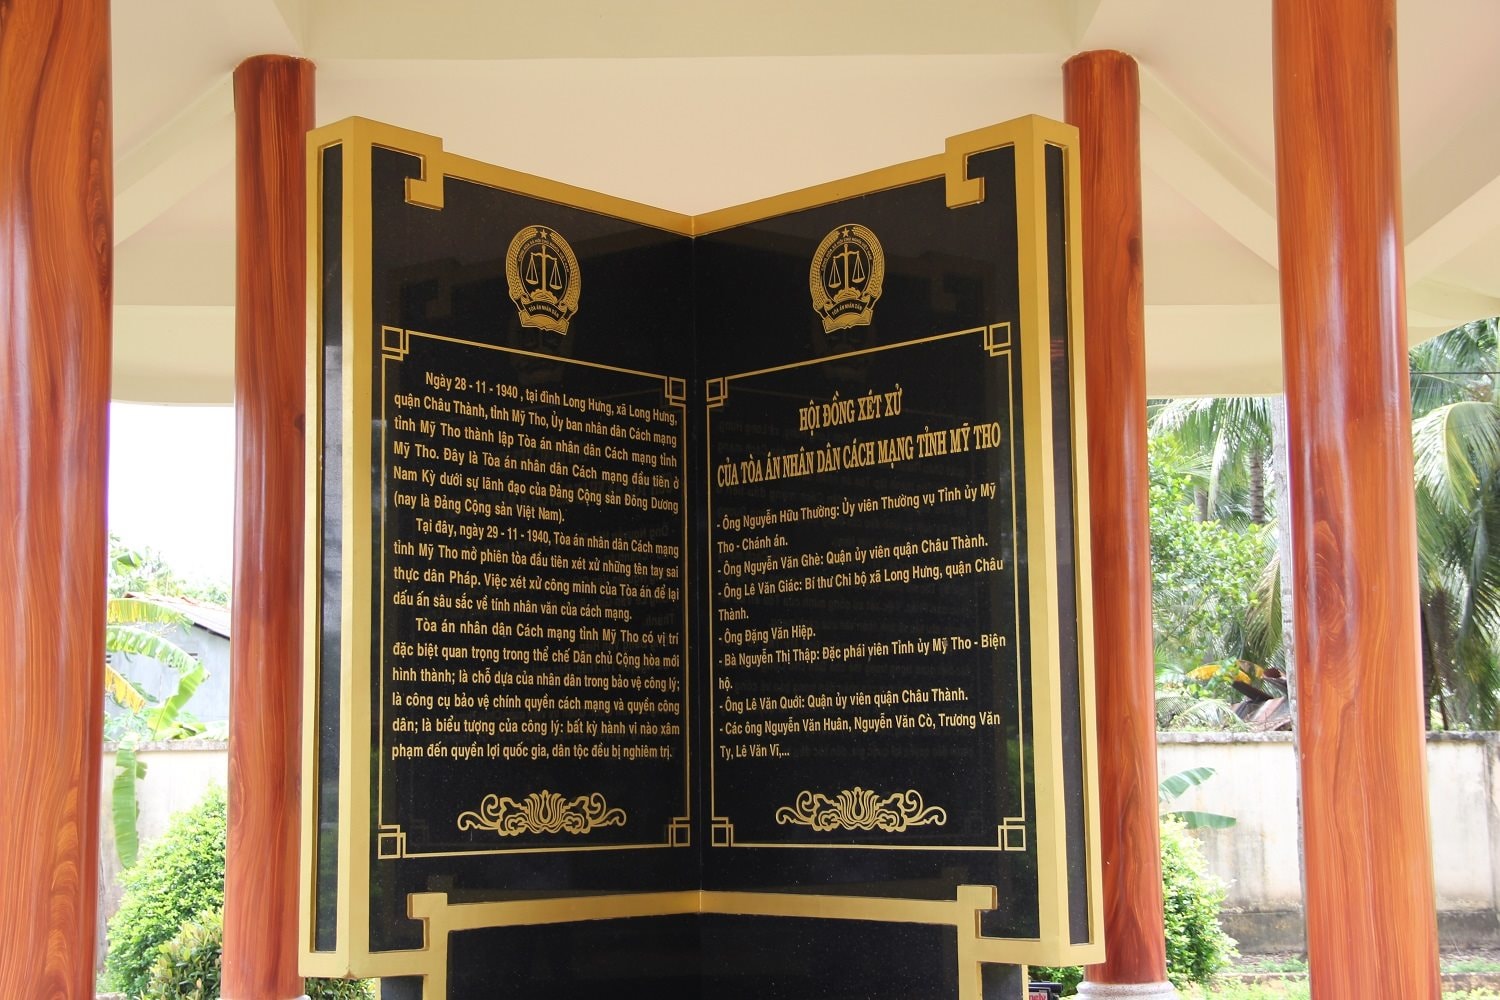 TÒA ÁN NHÂN DÂN
Ngày 28 - 11 - 1940, tại đình Long Hưng, xã Long Hưng,
quận Châu Thành, tỉnh Mỹ Tho, Ủy ban nhân dân Cách mạng
tỉnh Mỹ Tho thành lập Tòa án nhân dân Cách mạng tỉnh
Mỹ Tho. Đây là Tòa án nhân dân Cách mạng đầu tiên ở
Nam Kỳ dưới sự lãnh đạo của Đảng Cộng sản Đông Dương
(nay là Đảng Cộng sản Việt Nam).
Tại đây, ngày 29 - 11 - 1940, Tòa án nhân dân Cách mạng
tỉnh Mỹ Tho mở phiên tòa đầu tiên xét xử những tên tay sai
thực dân Pháp. Việc xét xử công minh của Tòa án để lại
dấu ấn sâu sắc về tính nhân văn của cách mạng.
Tòa án nhân dân Cách mạng tỉnh Mỹ Tho có vị trí
đặc biệt quan trọng trong thể chế Dân chủ Cộng hòa mới
hình thành; là chỗ dựa của nhân dân trong bảo vệ công lý;
là công cụ bảo vệ chính quyền cách mạng và quyền công
dân; là biểu tượng của công lý: bất kỳ hành vi nào xâm
phạm đến quyền lợi quốc gia, dân tộc đều bị nghiêm trị.
TÒA ÁN NHÂN DÂN
HỘI ĐỒNG XÉT XỬ
CỦA TÒA ÁN NHÂN DÂN CÁCH MẠNG TỈNH MỸ THO
- Ông Nguyễn Hữu Thường: Ủy viên Thường vụ Tỉnh ủy Mỹ
Tho - Chánh án.
- Ông Nguyễn Văn Ghè: Quận ủy viên quận Châu Thành.
- Ông Lê Văn Giác: Bí thư Chi bộ xã Long Hưng, quận Châu
Thành.
- Ông Đặng Văn Hiệp.
- Bà Nguyễn Thị Thập: Đặc phái viên Tỉnh ủy Mỹ Tho - Biện
hộ.
- Ông Lê Văn Quới: Quận ủy viên quận Châu Thành.
- Các ông Nguyễn Văn Huân, Nguyễn Văn Cò, Trương Văn
Ty, Lê Văn Vĩ,...